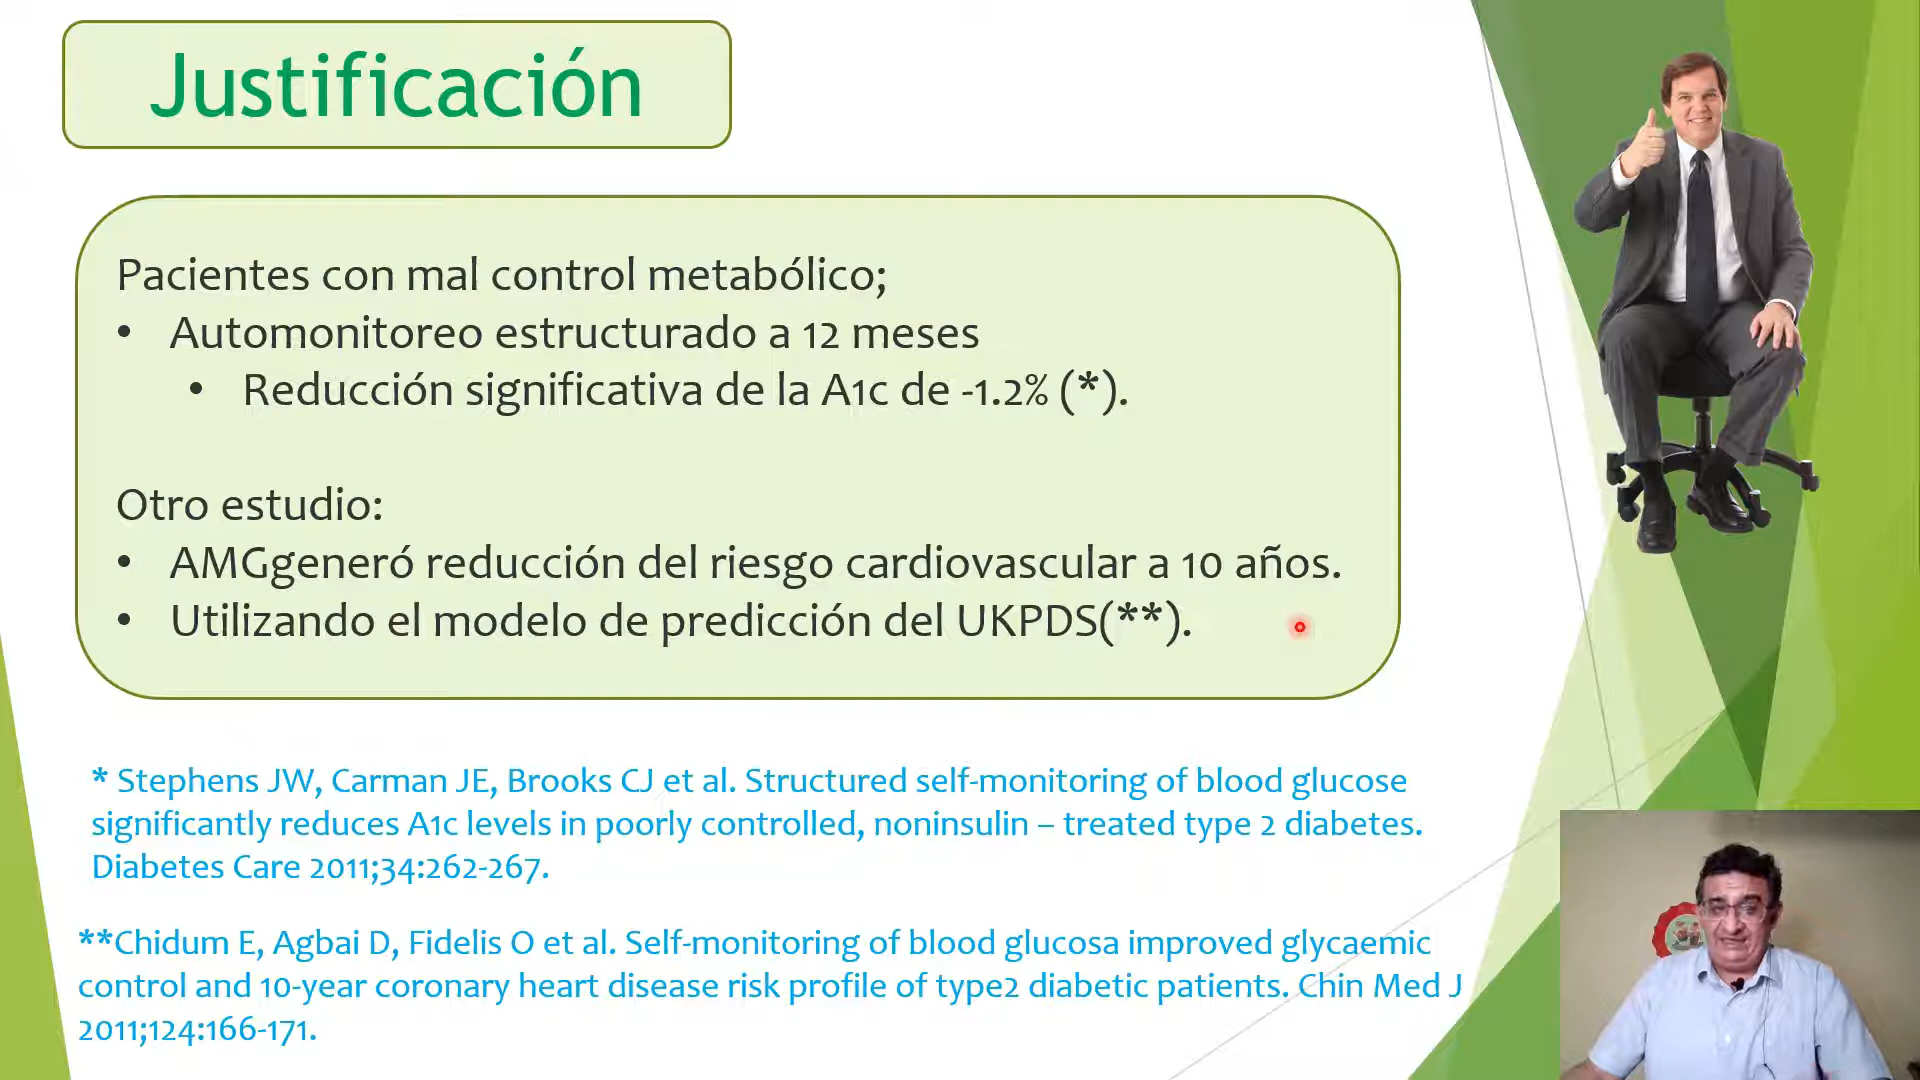 Justificación
Pacientes con mal control metabólico;
• Automonitoreo estructurado a 12 meses
• Reducción significativa de la A1c de -1.2% (*).
Otro estudio:
• AMGgeneró reducción del riesgo cardiovascular a 10 años.
• Utilizando el modelo de predicción del UKPDS(**).
* Stephens JW, Carman JE, Brooks CJ et al. Structured self-monitoring of blood glucose
significantly reduces A1c levels in poorly controlled, noninsulin – treated type 2 diabetes.
Diabetes Care 2011;34:262-267.
**Chidum E, Agbai D, Fidelis O et al. Self-monitoring of blood glucosa improved glycaemic
control and 10-year coronary heart disease risk profile of type2 diabetic patients. Chin Med J
2011;124:166-171.